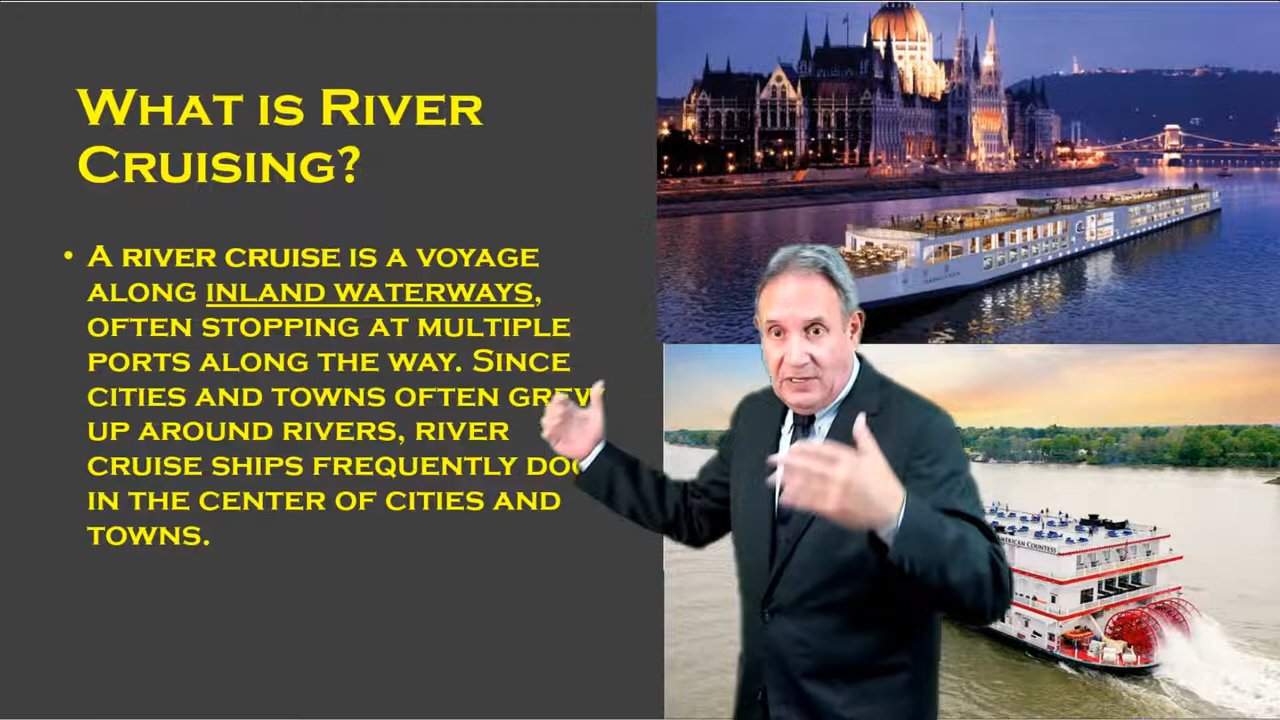 WHAT IS RIVER
CRUISING?
• A RIVER CRUISE IS A VOYAGE
ALONG INLAND WATERWAYS,
OFTEN STOPPING AT MULTIPLE
PORTS ALONG THE WAY. SINCE
CITIES AND TOWNS OFTEN GREW
UP AROUND RIVERS, RIVER
CRUISE SHIPS FREQUENTLY
IN THE CENTER OF CITIES AND
TOWNS.
AMERICAN COUNTESS